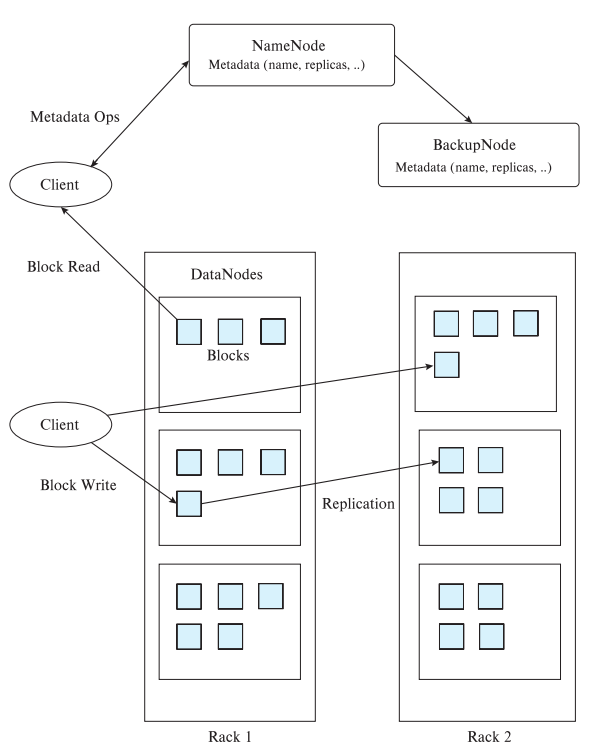 NameNode
Metadata (name, replicas, ..)
Metadata Ops
BackupNode
Metadata (name, replicas, ..)
Client
Block Read
DataNodes
Blocks
Client
Block Write
Replication
Rack 1
Rack 2